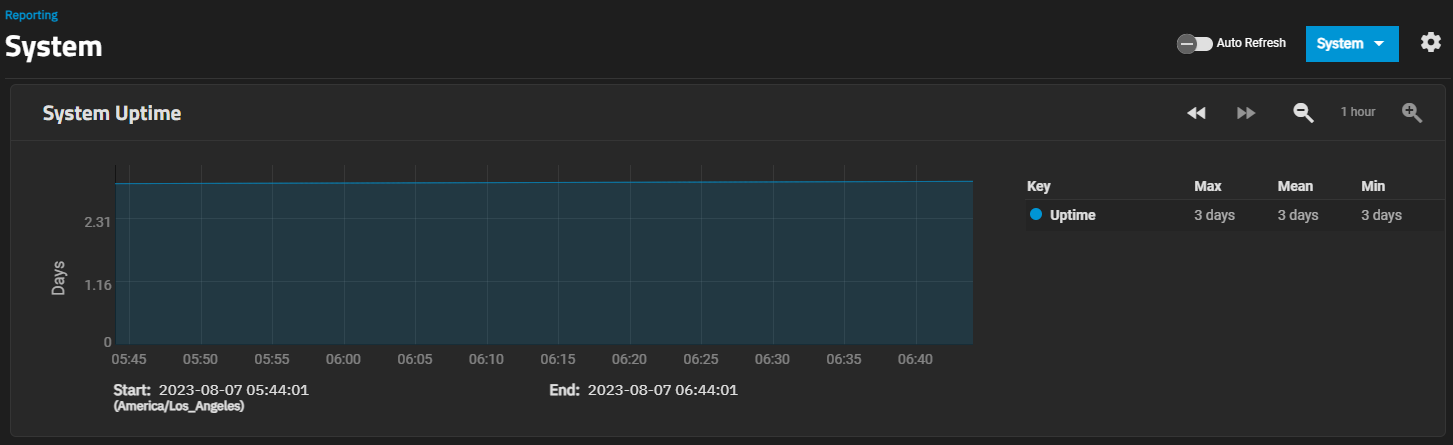 Reporting
System
Auto Refresh
System
System Uptime
1 hour
Days
2.31
1.16
0
05:45 05:50 05:55 06:00 06:05 06:10 06:15 06:20 06:25 06:30 06:35 06:40
Start: 2023-08-07 05:44:01
(America/Los_Angeles)
End: 2023-08-07 06:44:01
Key Max Mean Min
Uptime 3 days 3 days 3 days